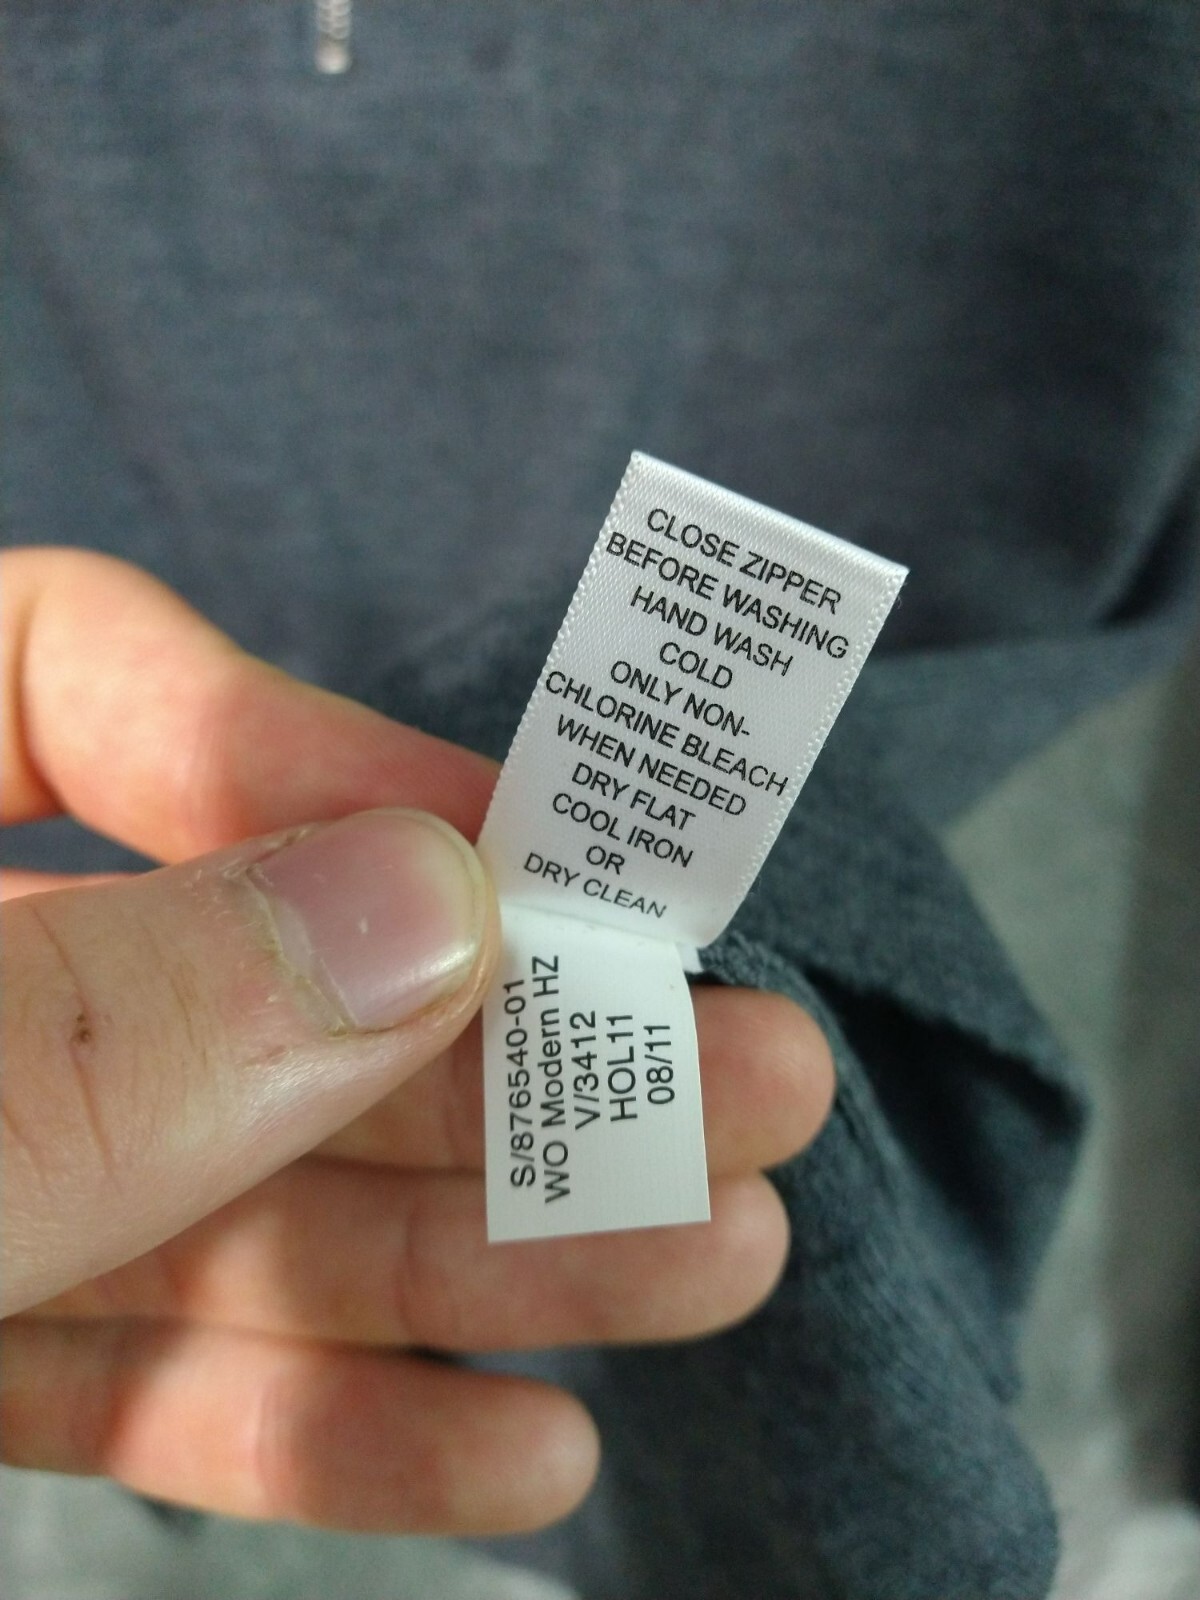 CLOSE ZIPPER
BEFORE WASHING
HAND WASH
COLD
ONLY NON-
CHLORINE BLEACH
WHEN NEEDED
DRY FLAT
COOL IRON
OR
DRY CLEAN
S/876540-01
WO Modern HZ
V/3412
HOL11
08/11